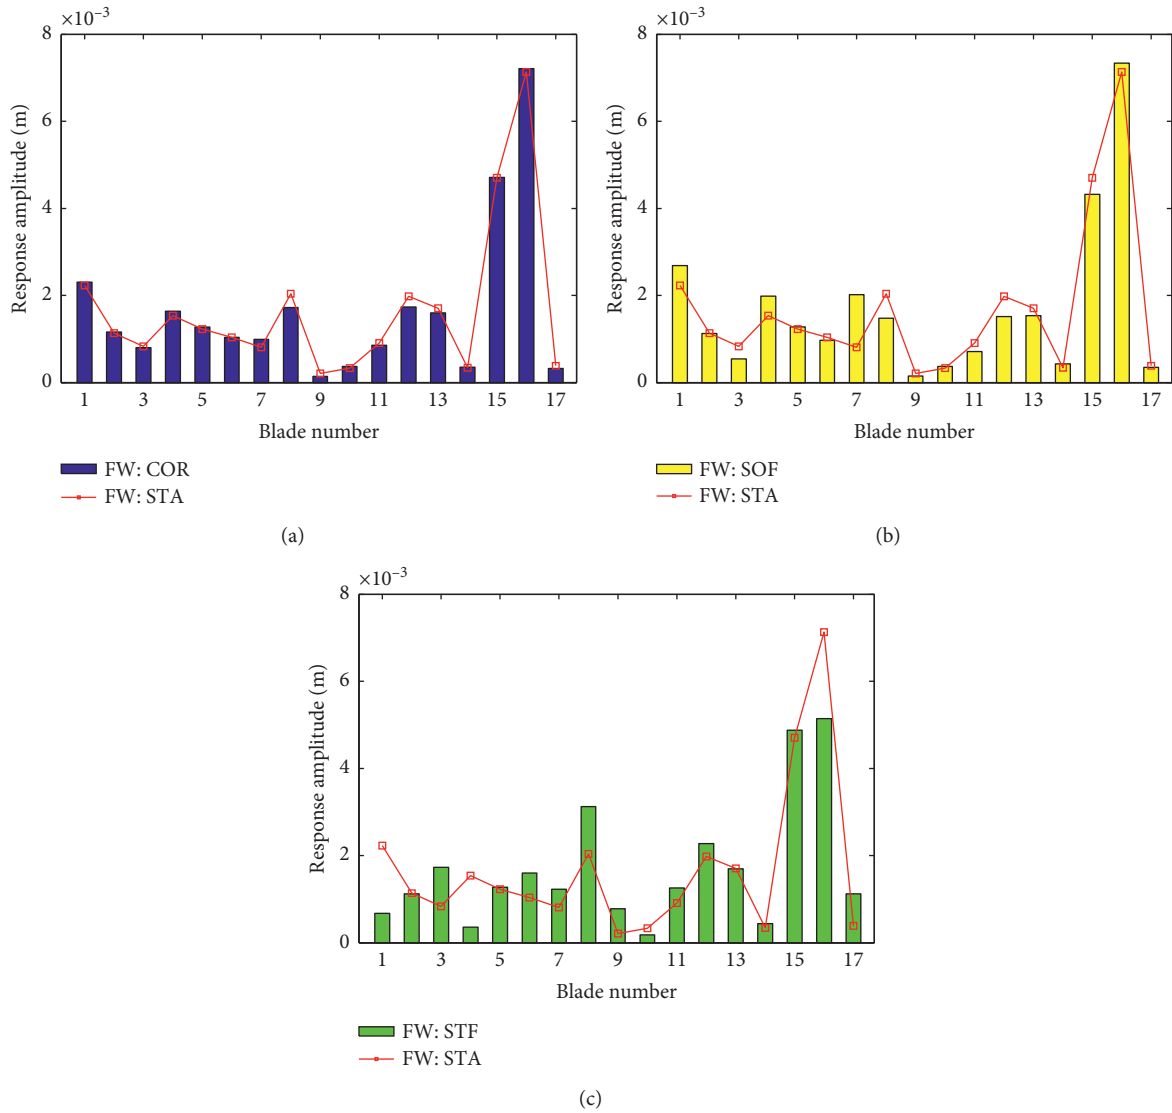 ×10⁻³
8
6
4
2
0
Response amplitude (m)
1 3 5 7 9 11 13 15 17
Blade number
FW: COR
FW: STA
(a)
×10⁻³
8
6
4
2
0
Response amplitude (m)
1 3 5 7 9 11 13 15 17
Blade number
FW: SOF
FW: STA
(b)
×10⁻³
8
6
4
2
0
Response amplitude (m)
1 3 5 7 9 11 13 15 17
Blade number
FW: STF
FW: STA
(c)